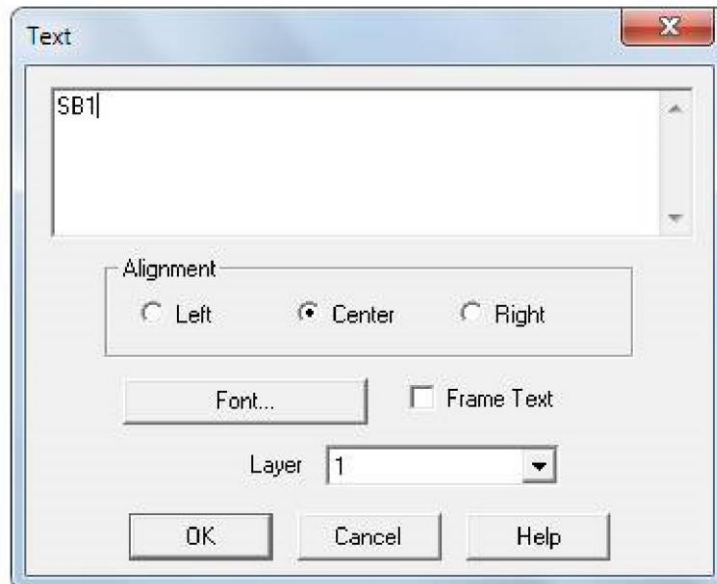 Text
SB1
Alignment
Left Center Right
Font... Frame Text
Layer 1
OK Cancel Help